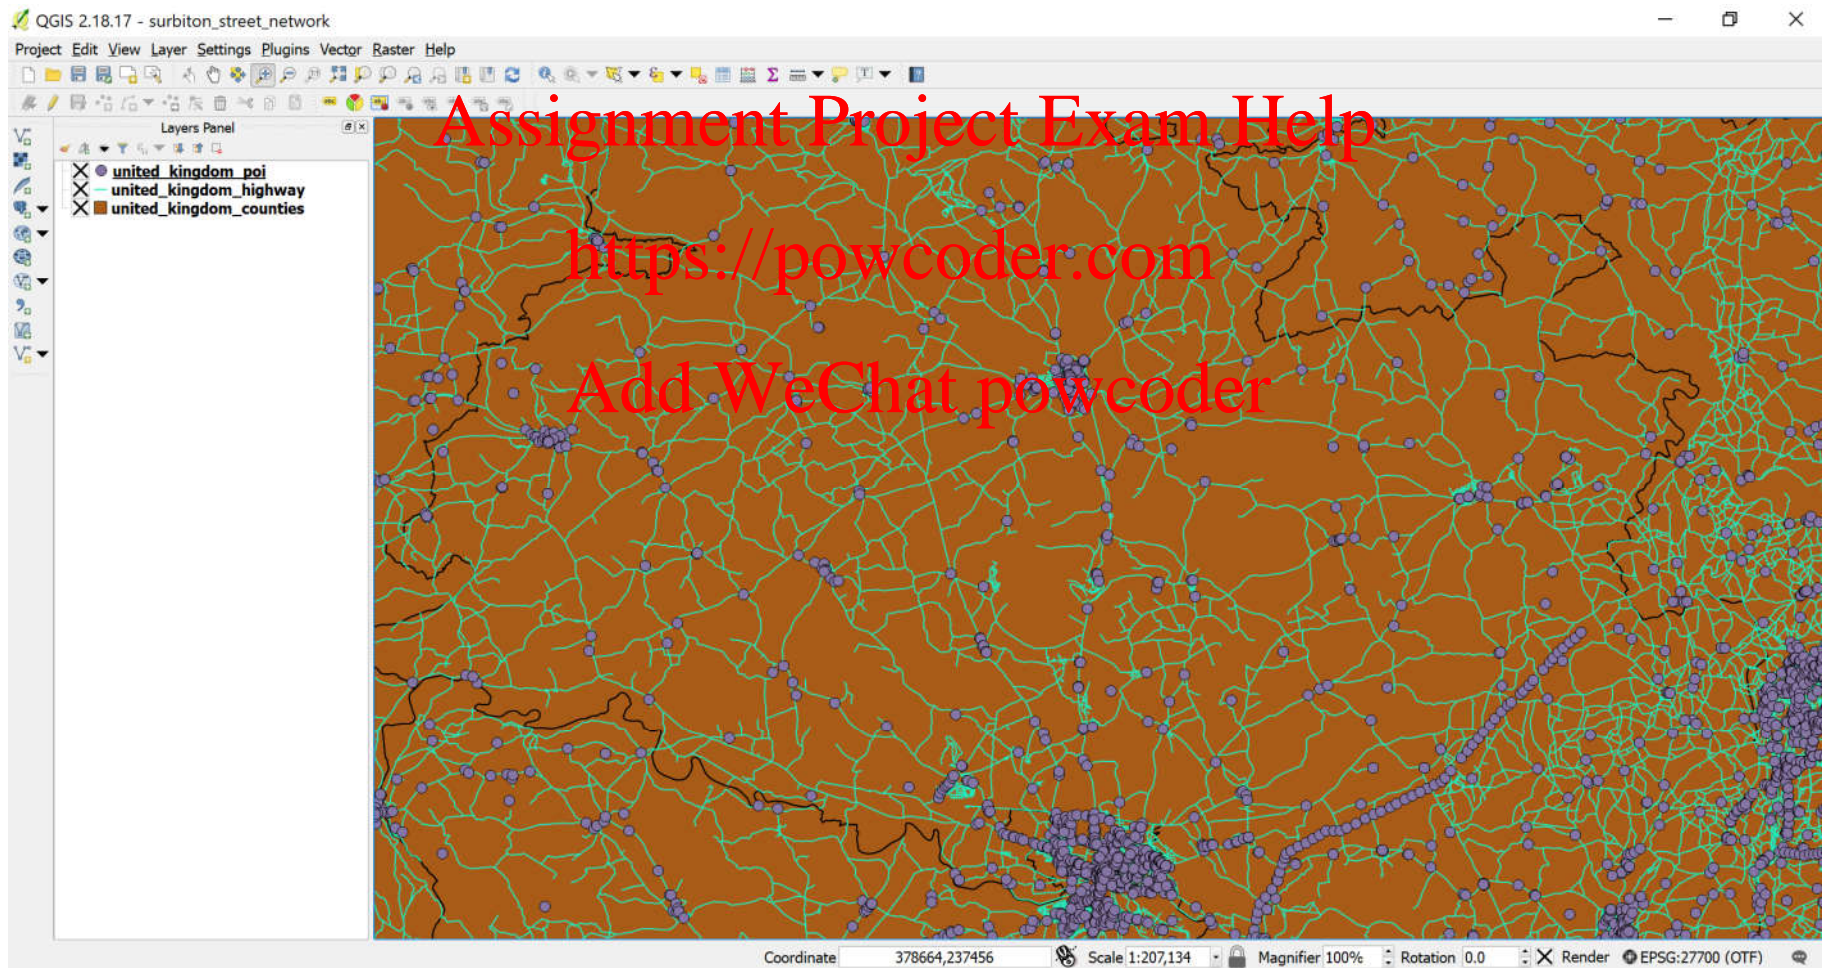 QGIS 2.18.17 - surbiton_street_network
Project Edit View Layer Settings Plugins Vector Raster Help
Assignment Project Exam Help
Layers Panel
united_kingdom_poi
united_kingdom_highway
united_kingdom_counties
https://powcoder.com
Add WeChat powcoder
Coordinate 378664,237456 Scale 1:207,134 Magnifier 100% Rotation 0.0 Render EPSG:27700 (OTF)